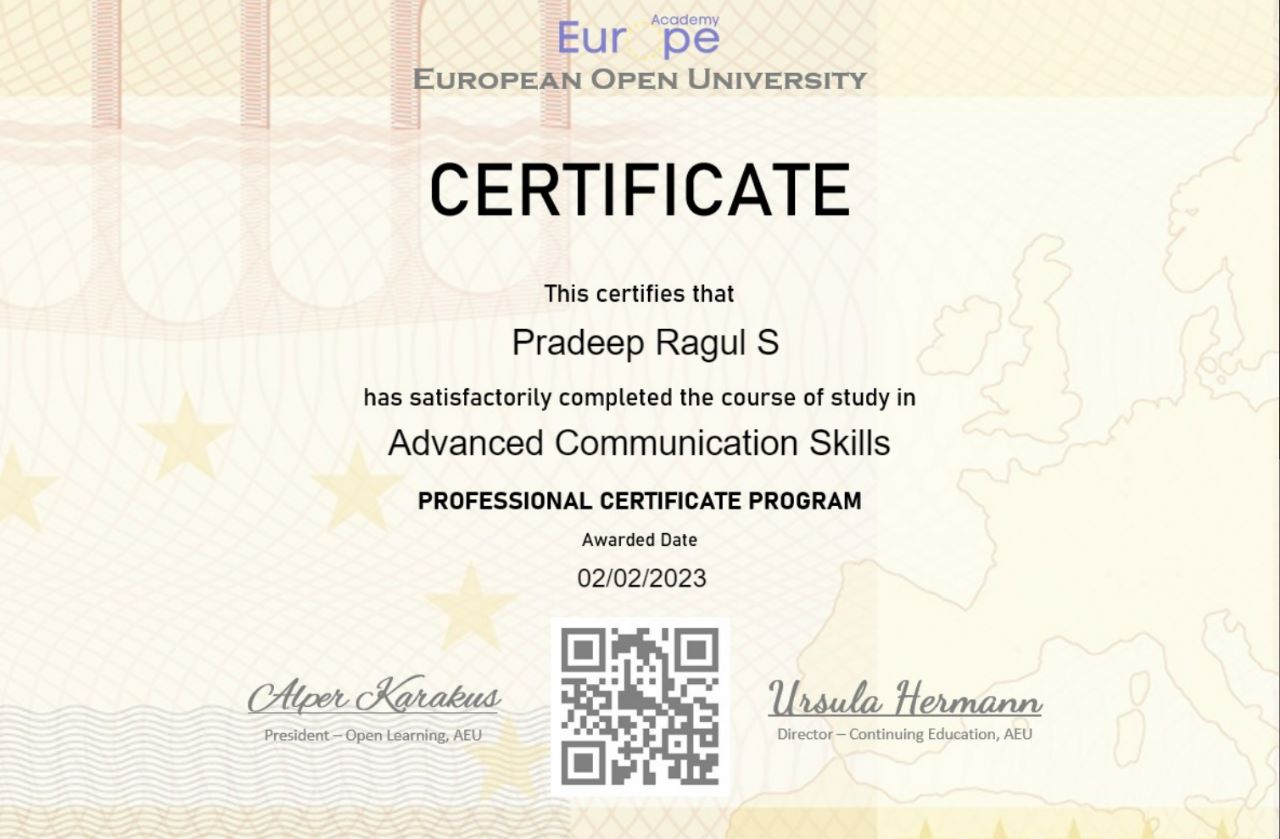 Academy
Europe
EUROPEAN OPEN UNIVERSITY
CERTIFICATE
This certifies that
Pradeep Ragul S
has satisfactorily completed the course of study in
Advanced Communication Skills
PROFESSIONAL CERTIFICATE PROGRAM
Awarded Date
02/02/2023
Alper Karakus
President – Open Learning, AEU
Ursula Hermann
Director – Continuing Education, AEU